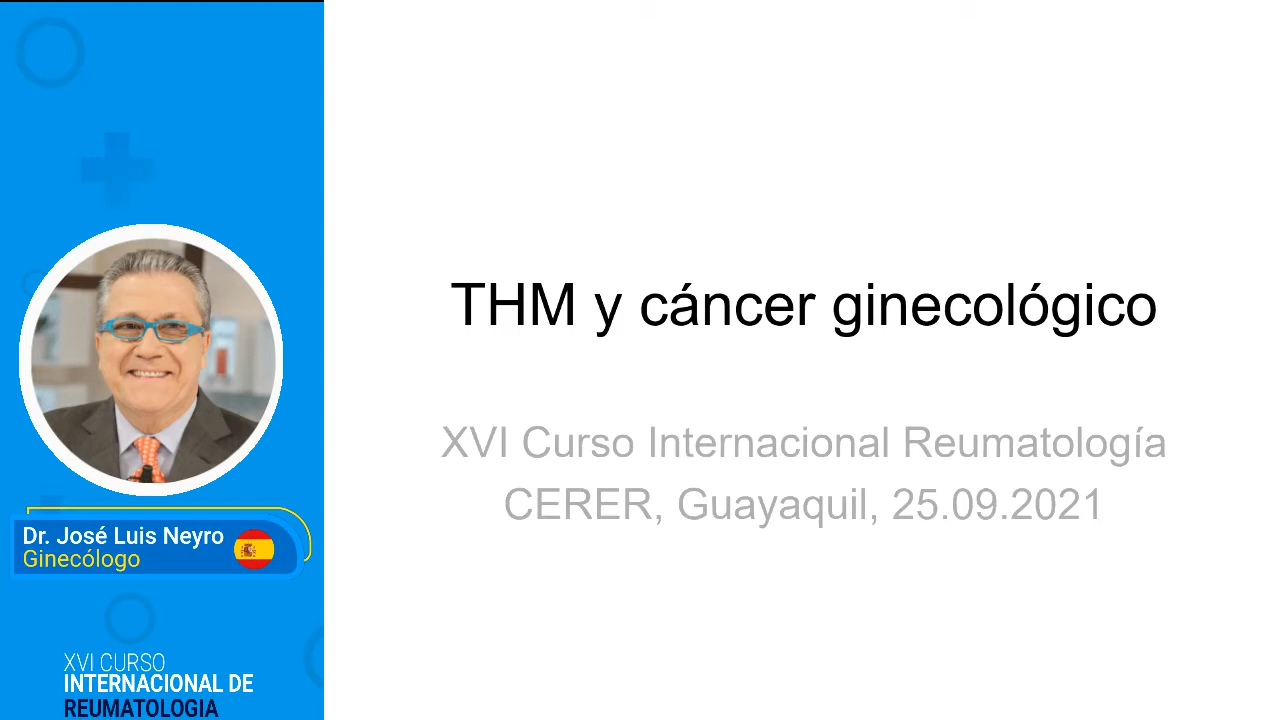 THM y cáncer ginecológico
XVI Curso Internacional Reumatología
CERER, Guayaquil, 25.09.2021
Dr. José Luis Neyro
Ginecólogo
XVI CURSO
INTERNACIONAL DE
REUMATOLOGIA